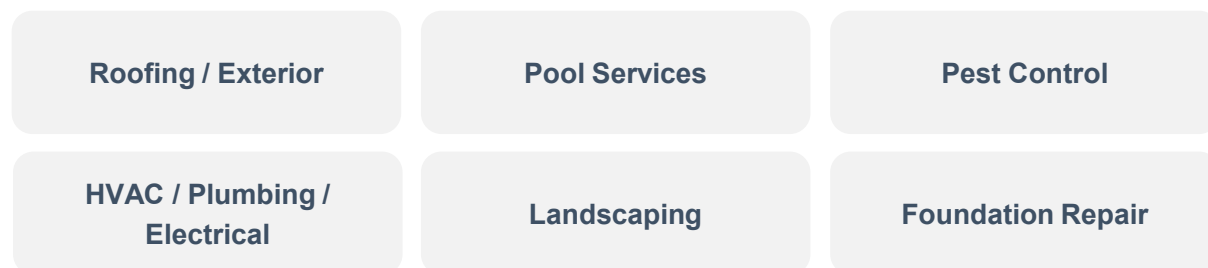 Roofing / Exterior
Pool Services
Pest Control
HVAC / Plumbing /
Electrical
Landscaping
Foundation Repair